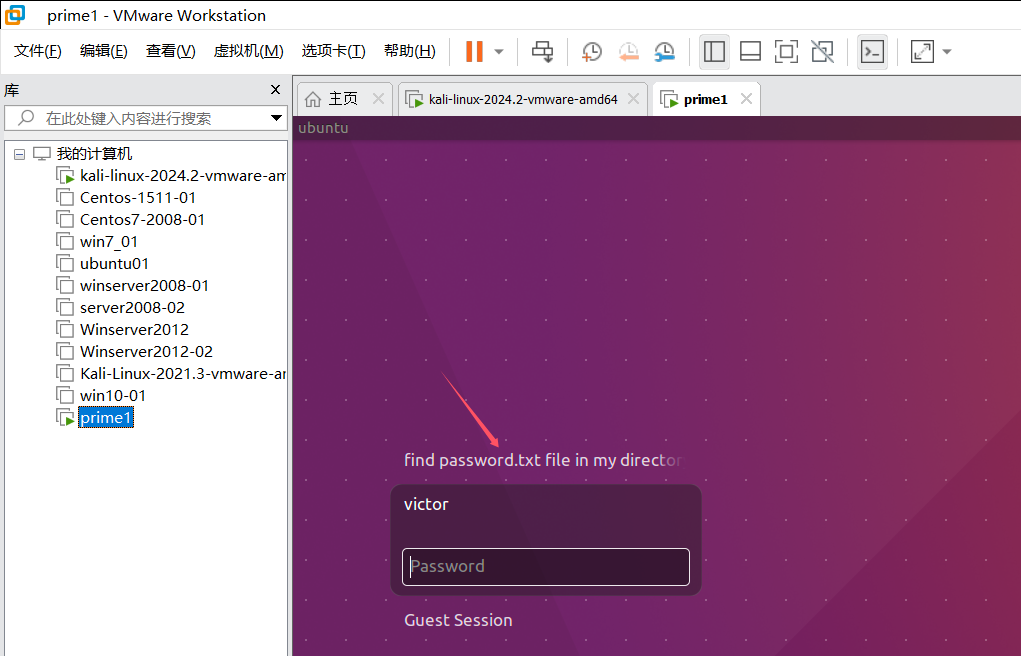 prime1 - VMware Workstation
文件(F) 编辑(E) 查看(V) 虚拟机(M) 选项卡(T) 帮助(H)
库
在此处键入内容进行搜索
我的计算机
kali-linux-2024.2-vmware-am
Centos-1511-01
Centos7-2008-01
win7_01
ubuntu01
winserver2008-01
server2008-02
Winserver2012
Winserver2012-02
Kali-Linux-2021.3-vmware-ar
win10-01
prime1
主页 kali-linux-2024.2-vmware-amd64 prime1
ubuntu
find password.txt file in my director
victor
Password
Guest Session